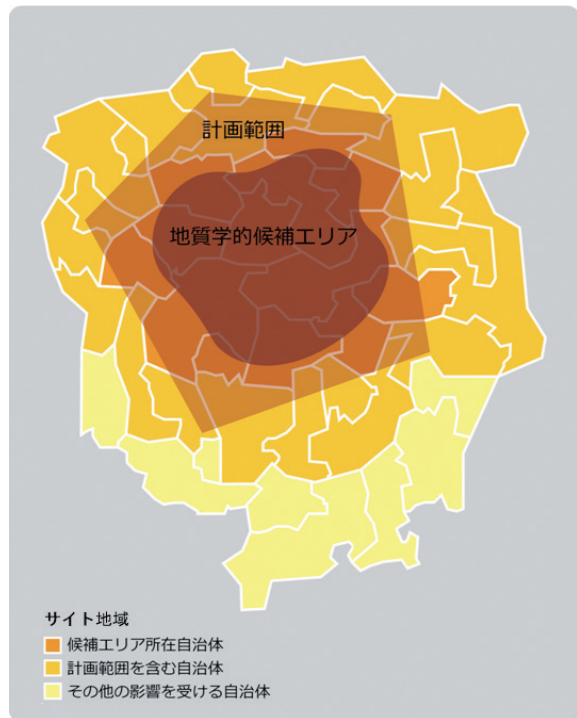 計画範囲
地質学的候補エリア
サイト地域
候補エリア所在自治体
計画範囲を含む自治体
その他の影響を受ける自治体